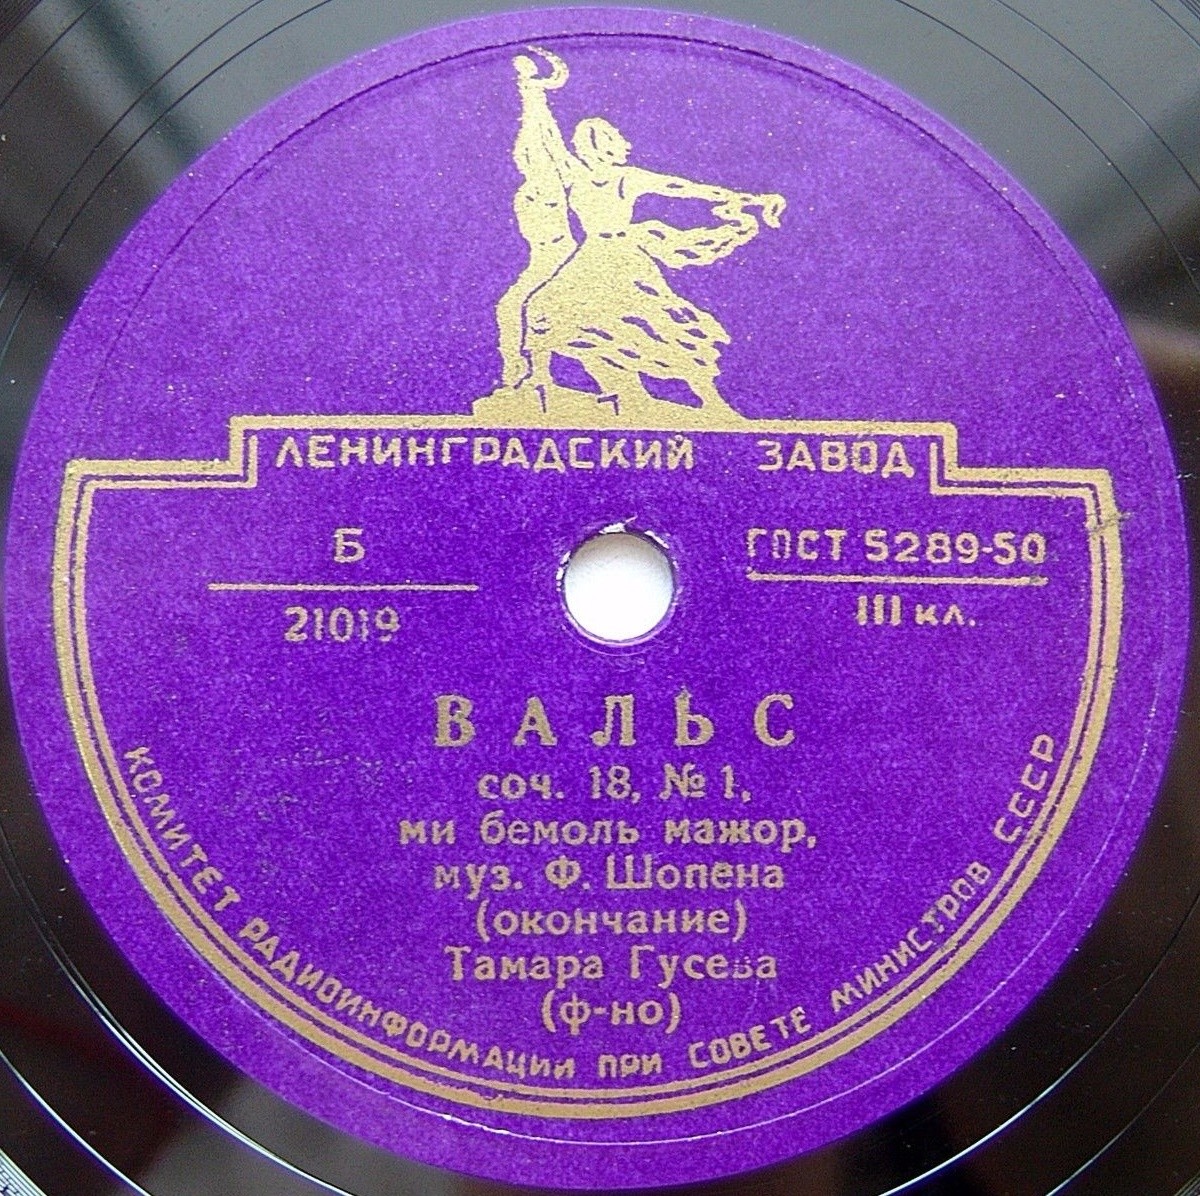 ЛЕНИНГРАДСКИЙ ЗАВОД
Б
21019
ГОСТ 5289-50
III кл.
ВАЛЬС
соч. 18, № 1,
ми бемоль мажор,
муз. Ф. Шопена
(окончание)
Тамара Гусева
(ф-но)
КОМИТЕТ РАДИОИНФОРМАЦИИ ПРИ СОВЕТЕ МИНИСТРОВ СССР